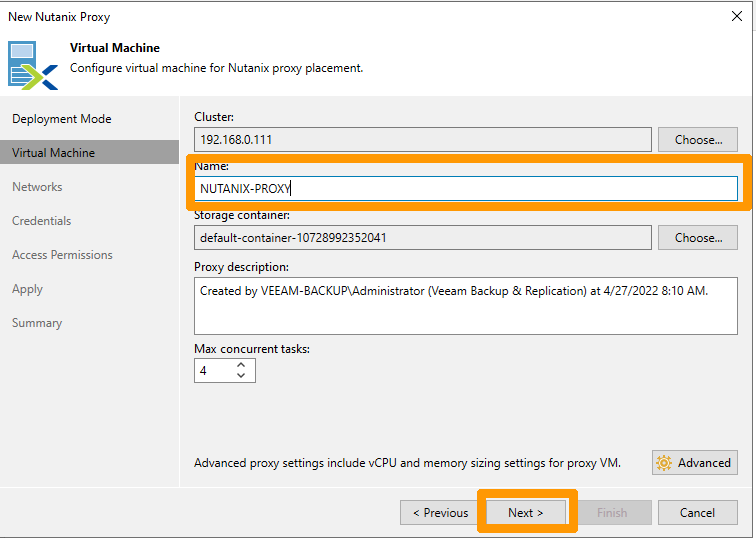 New Nutanix Proxy
Virtual Machine
Configure virtual machine for Nutanix proxy placement.
Deployment Mode
Virtual Machine
Networks
Credentials
Access Permissions
Apply
Summary
Cluster:
192.168.0.111
Choose...
Name:
NUTANIX-PROXY
Storage container:
default-container-10728992352041
Choose...
Proxy description:
Created by VEEAM-BACKUP\Administrator (Veeam Backup & Replication) at 4/27/2022 8:10 AM.
Max concurrent tasks:
4
Advanced proxy settings include vCPU and memory sizing settings for proxy VM.
Advanced
< Previous
Next >
Finish
Cancel